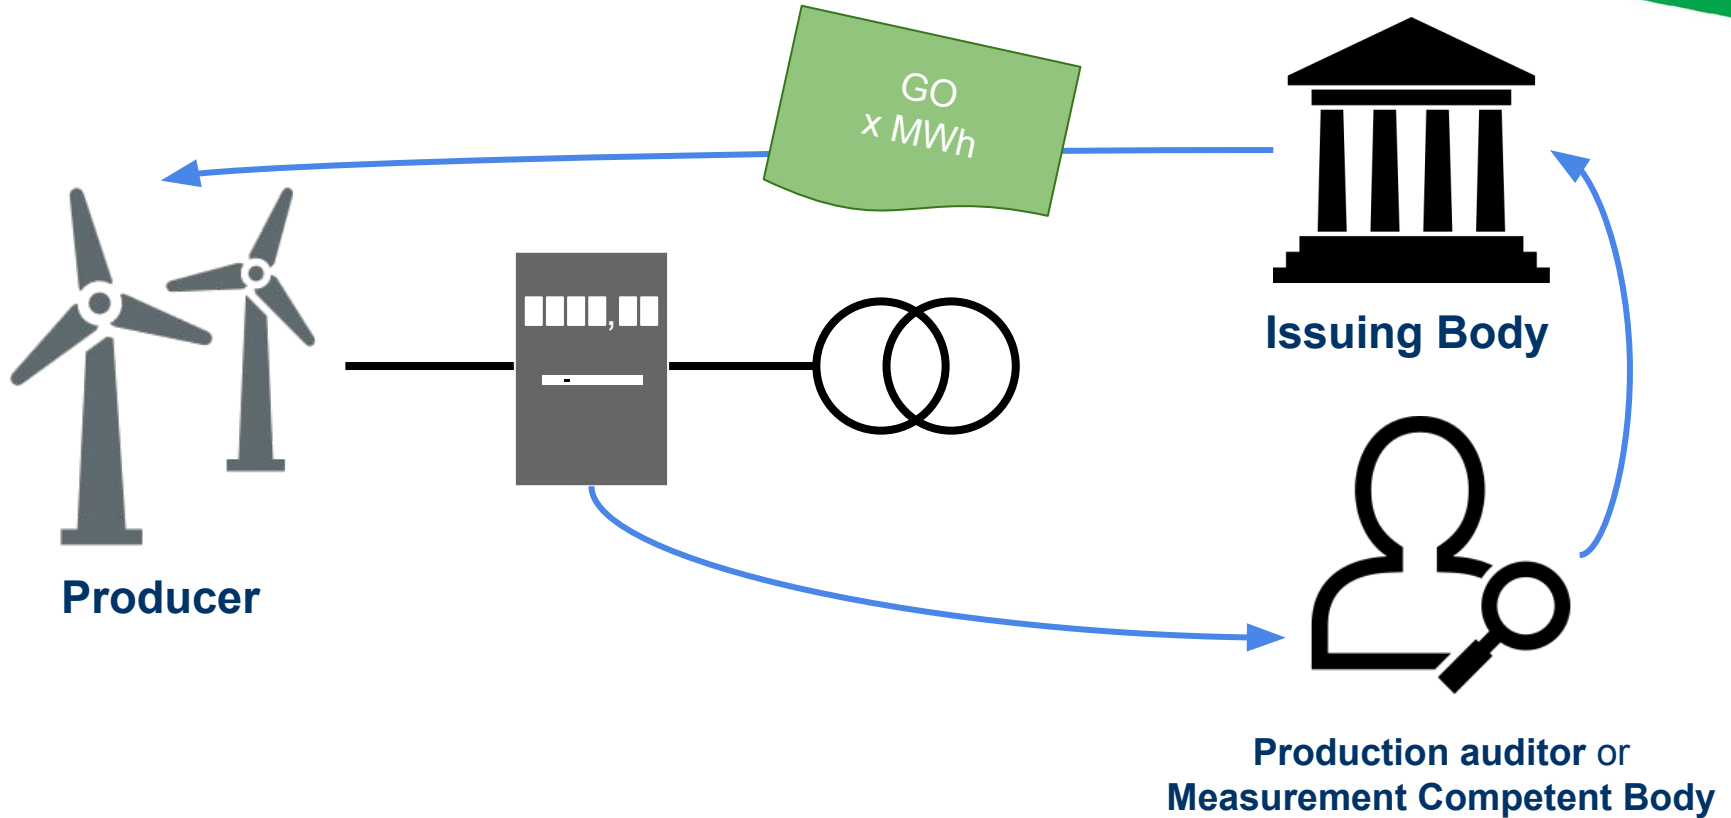 GO
x MWh
Issuing Body
Producer
Production auditor or
Measurement Competent Body